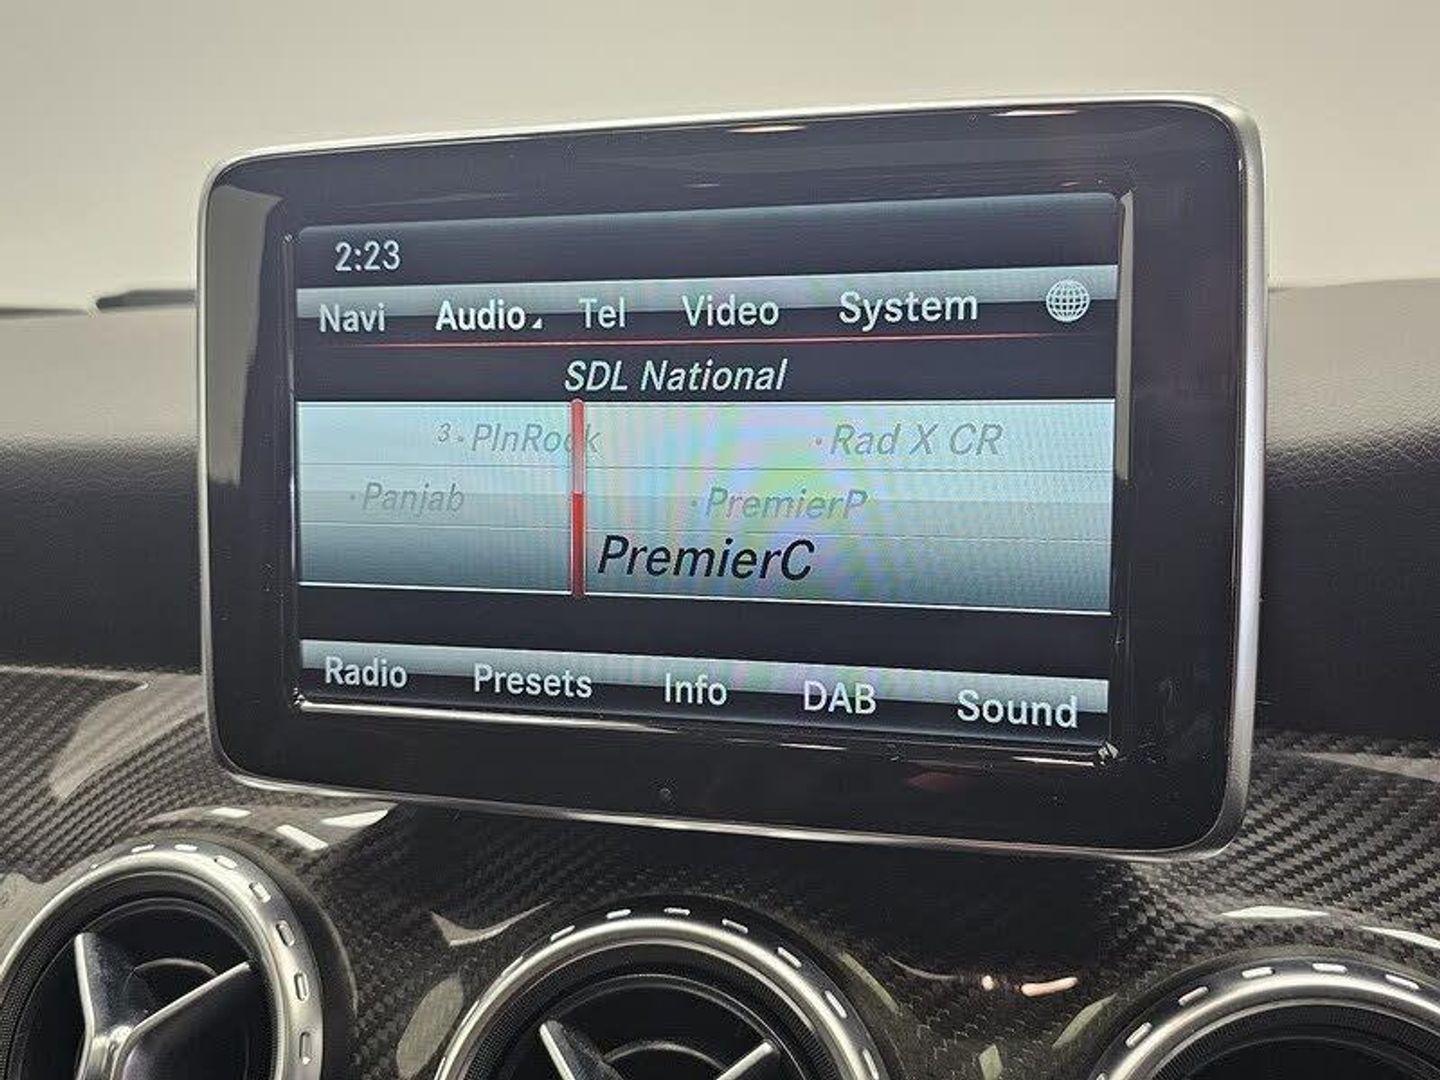 2:23
Navi Audio Tel Video System
SDL National
3 · PlnRock · Rad X CR
· Panjab · PremierP
PremierC
Radio Presets Info DAB Sound